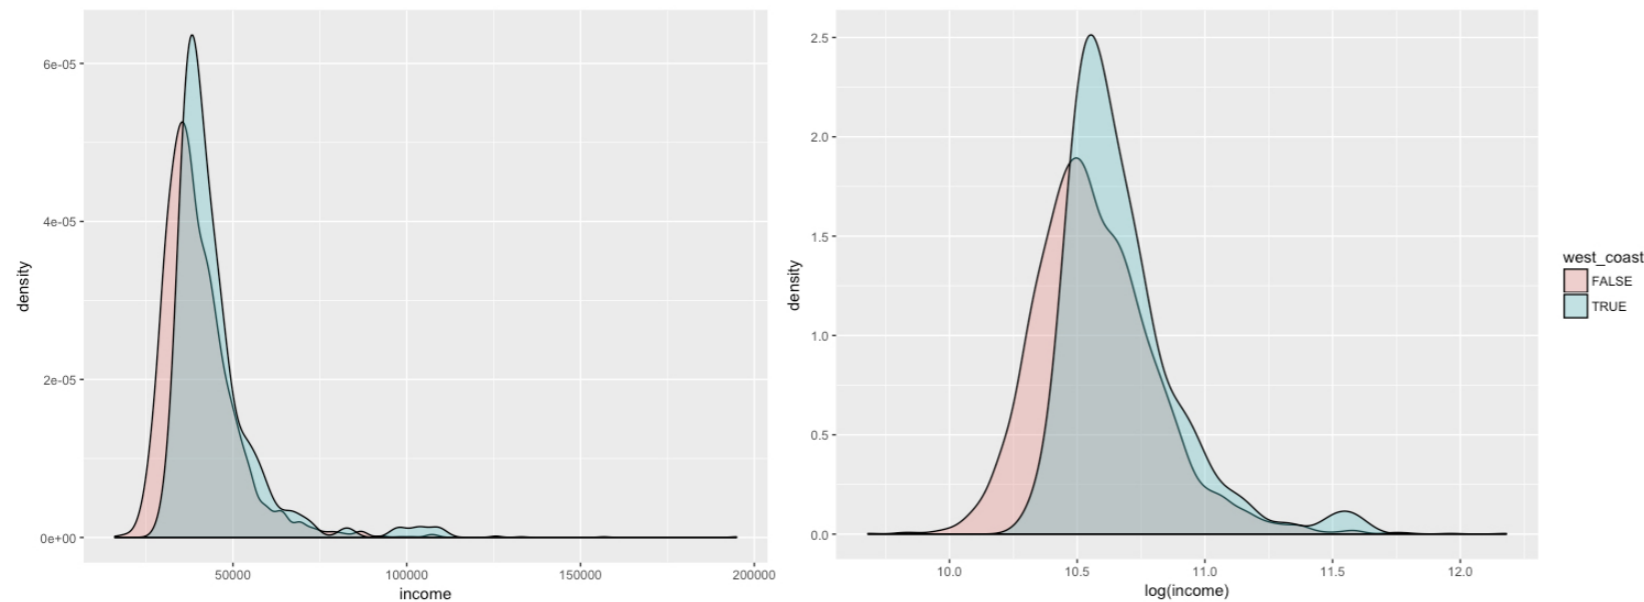 density
6e-05
4e-05
2e-05
0e+00
50000
100000
150000
200000
income
density
2.5
2.0
1.5
1.0
0.5
0.0
10.0
10.5
11.0
11.5
12.0
log(income)
west_coast
FALSE
TRUE